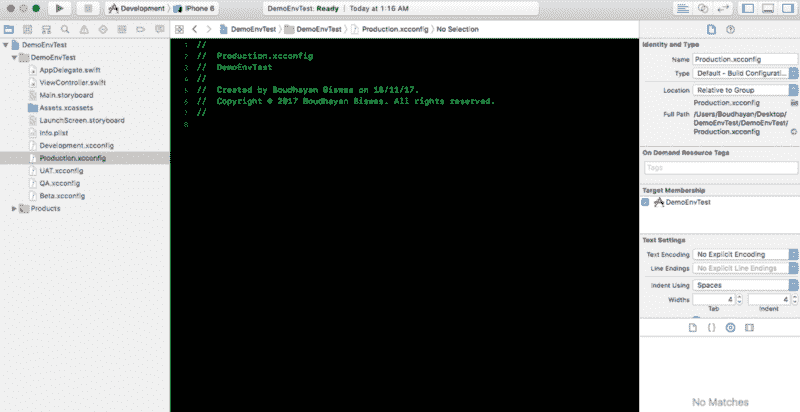 Development
iPhone 6
DemoEnvTest: Ready | Today at 1:16 AM
DemoEnvTest
DemoEnvTest
Production.xcconfig
No Selection
DemoEnvTest
DemoEnvTest
AppDelegate.swift
ViewController.swift
Main.storyboard
Assets.xcassets
LaunchScreen.storyboard
Info.plist
Development.xcconfig
Production.xcconfig
UAT.xcconfig
QA.xcconfig
Beta.xcconfig
Products
1 //
2 // Production.xcconfig
3 // DemoEnvTest
4 //
5 // Created by Boudhayan Biswas on 18/11/17.
6 // Copyright © 2017 Boudhayan Biswas. All rights reserved.
7 //
8
Identity and Type
Name Production.xcconfig
Type Default - Build Configurati...
Location Relative to Group
Production.xcconfig
Full Path /Users/Boudhayan/Desktop/
DemoEnvTest/DemoEnvTest/
Production.xcconfig
On Demand Resource Tags
Tags
Target Membership
DemoEnvTest
Text Settings
Text Encoding No Explicit Encoding
Line Endings No Explicit Line Endings
Indent Using Spaces
Widths 4 4
Tab Indent
No Matches